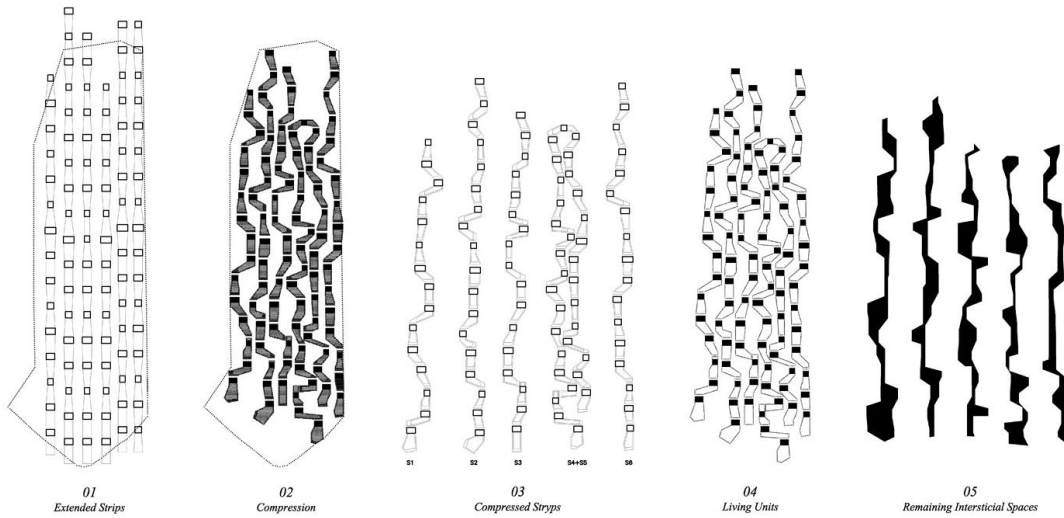 S1 S2 S3 S4+S5 S6
01 02 03 04 05
Extended Strips Compression Compressed Stryps Living Units Remaining Intersticial Spaces